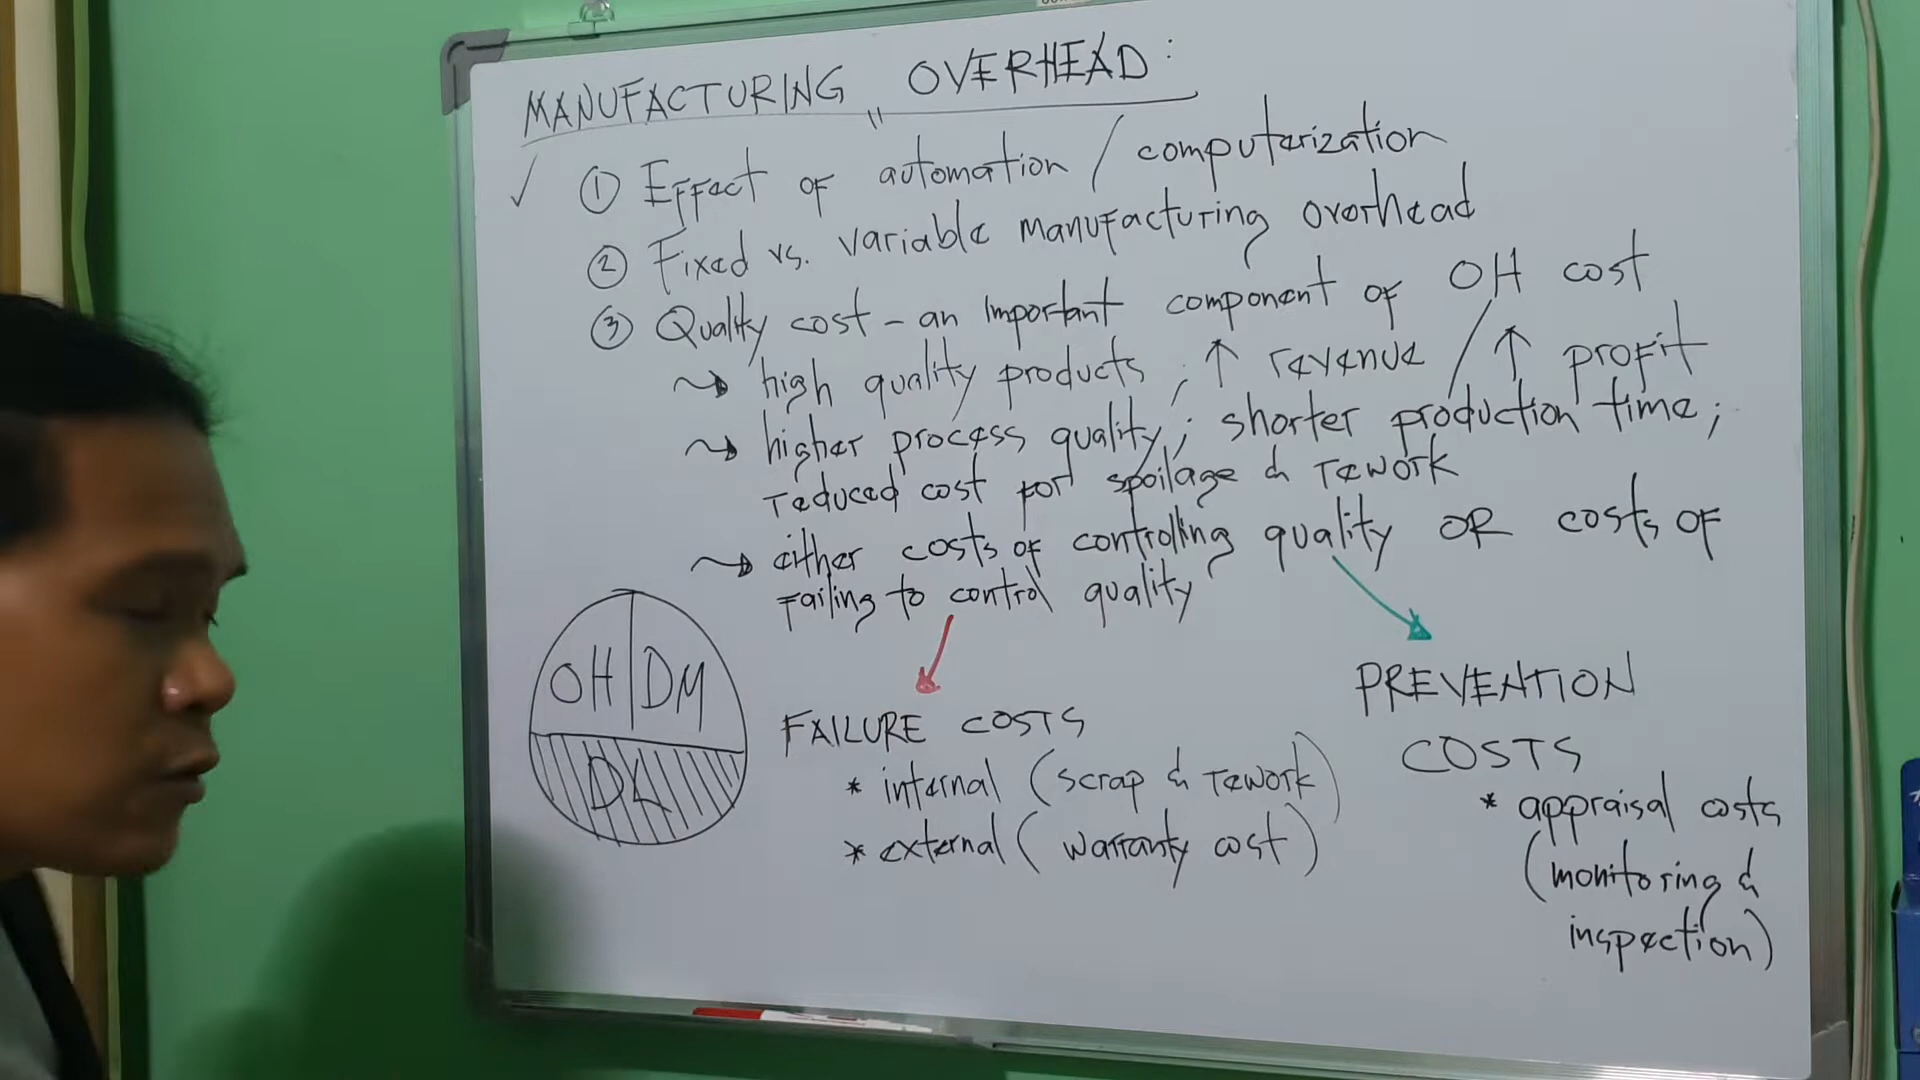 MANUFACTURING OVERHEAD:
✓ ① Effect of automation / computerization
② Fixed vs. variable manufacturing overhead
③ Quality cost - an important component of OH cost
high quality products ; ↑ revenue / ↑ profit
higher process quality ; shorter production time;
reduced cost for spoilage & rework
either costs of controlling quality OR costs of
failing to control quality
OH DM
DL
FAILURE COSTS
* internal (scrap & rework)
* external (warranty cost)
PREVENTION
COSTS
* appraisal costs
(monitoring &
inspection)